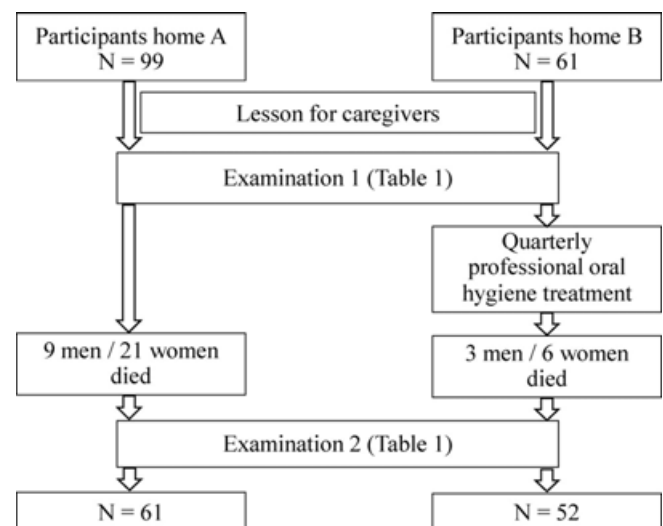 Participants home A
N = 99
Participants home B
N = 61
Lesson for caregivers
Examination 1 (Table 1)
Quarterly
professional oral
hygiene treatment
9 men / 21 women
died
3 men / 6 women
died
Examination 2 (Table 1)
N = 61
N = 52